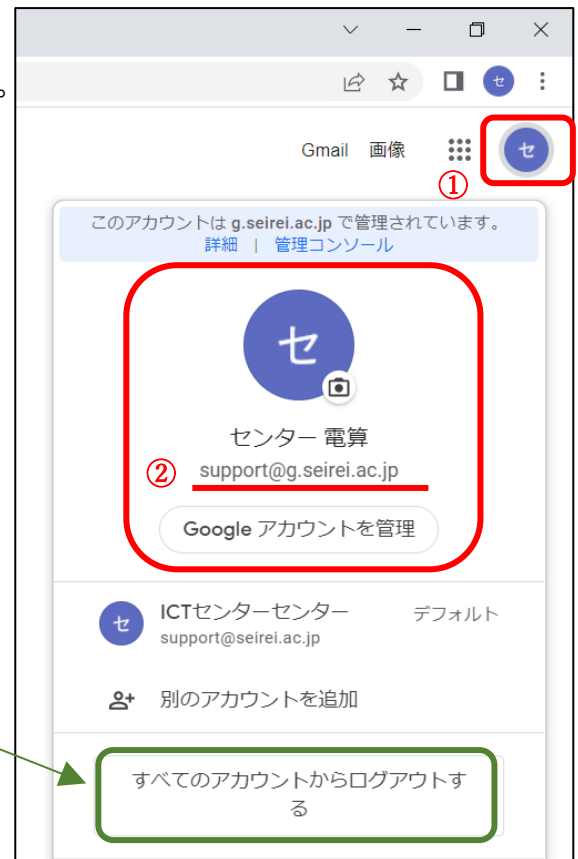 。
セ
Gmail 画像
セ
①
このアカウントは g.seirei.ac.jp で管理されています。
詳細 | 管理コンソール
セ
センター 電算
② support@g.seirei.ac.jp
Google アカウントを管理
セ
ICTセンターセンター デフォルト
support@seirei.ac.jp
別のアカウントを追加
すべてのアカウントからログアウトす
る